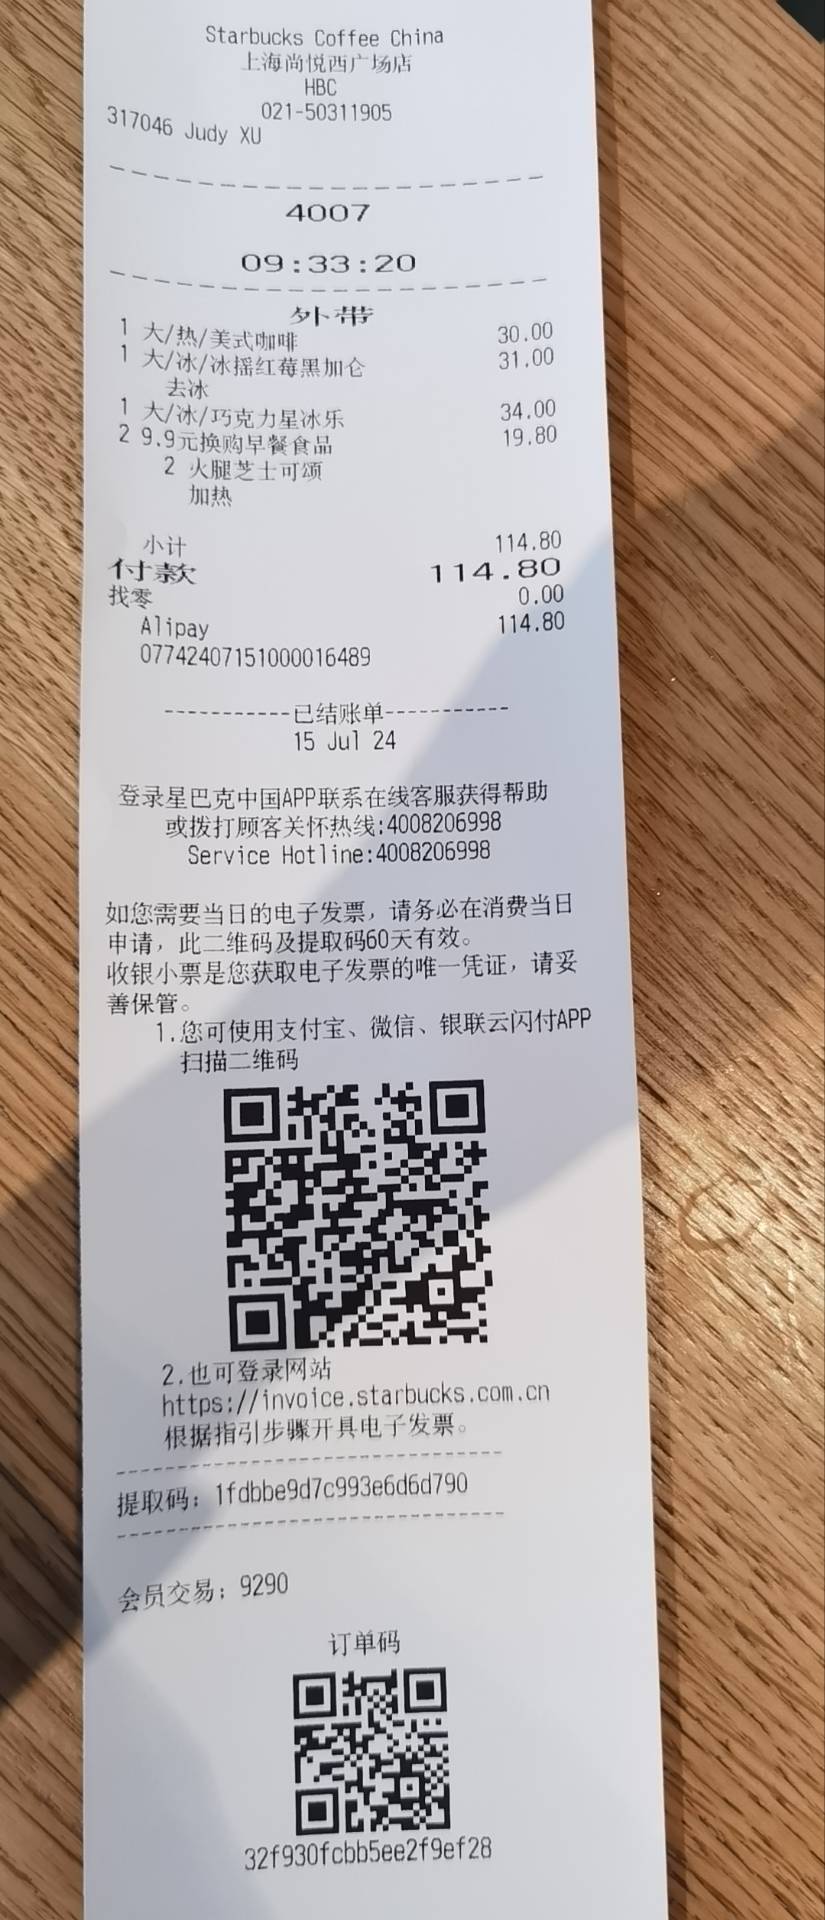 Starbucks Coffee China
上海尚悦西广场店
HBC
021-50311905
317046 Judy XU
4007
09:33:20
外带
1 大/热/美式咖啡 30.00
1 大/冰/冰摇红莓黑加仑 31.00
去冰
1 大/冰/巧克力星冰乐 34.00
2 9.9元换购早餐食品 19.80
2 火腿芝士可颂
加热
小计 114.80
付款 114.80
找零 0.00
Alipay 114.80
07742407151000016489
-----------已结账单-----------
15 Jul 24
登录星巴克中国APP联系在线客服获得帮助
或拨打顾客关怀热线:4008206998
Service Hotline:4008206998
如您需要当日的电子发票，请务必在消费当日
申请，此二维码及提取码60天有效。
收银小票是您获取电子发票的唯一凭证，请妥
善保管。
1.您可使用支付宝、微信、银联云闪付APP
扫描二维码
2.也可登录网站
https://invoice.starbucks.com.cn
根据指引步骤开具电子发票。
提取码：1fdbbe9d7c993e6d6d790
会员交易：9290
订单码
32f930fcbb5ee2f9ef28